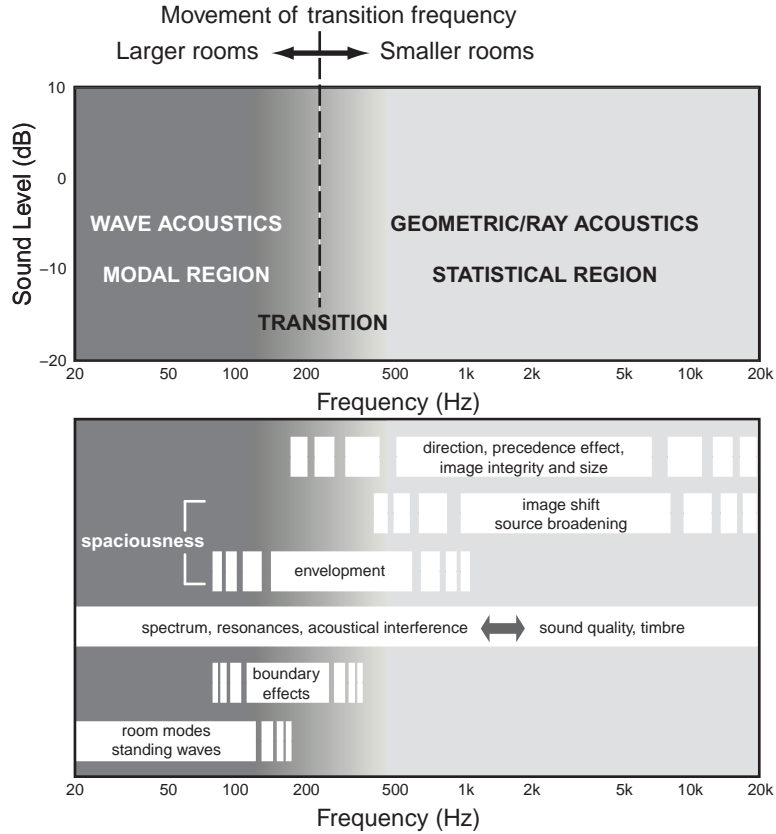 Movement of transition frequency
Larger rooms
Smaller rooms
Sound Level (dB)
10
0
−10
−20
WAVE ACOUSTICS
MODAL REGION
GEOMETRIC/RAY ACOUSTICS
STATISTICAL REGION
TRANSITION
20 50 100 200 500 1k 2k 5k 10k 20k
Frequency (Hz)
direction, precedence effect,
image integrity and size
image shift
source broadening
spaciousness
envelopment
spectrum, resonances, acoustical interference
sound quality, timbre
boundary
effects
room modes
standing waves
20 50 100 200 500 1k 2k 5k 10k 20k
Frequency (Hz)